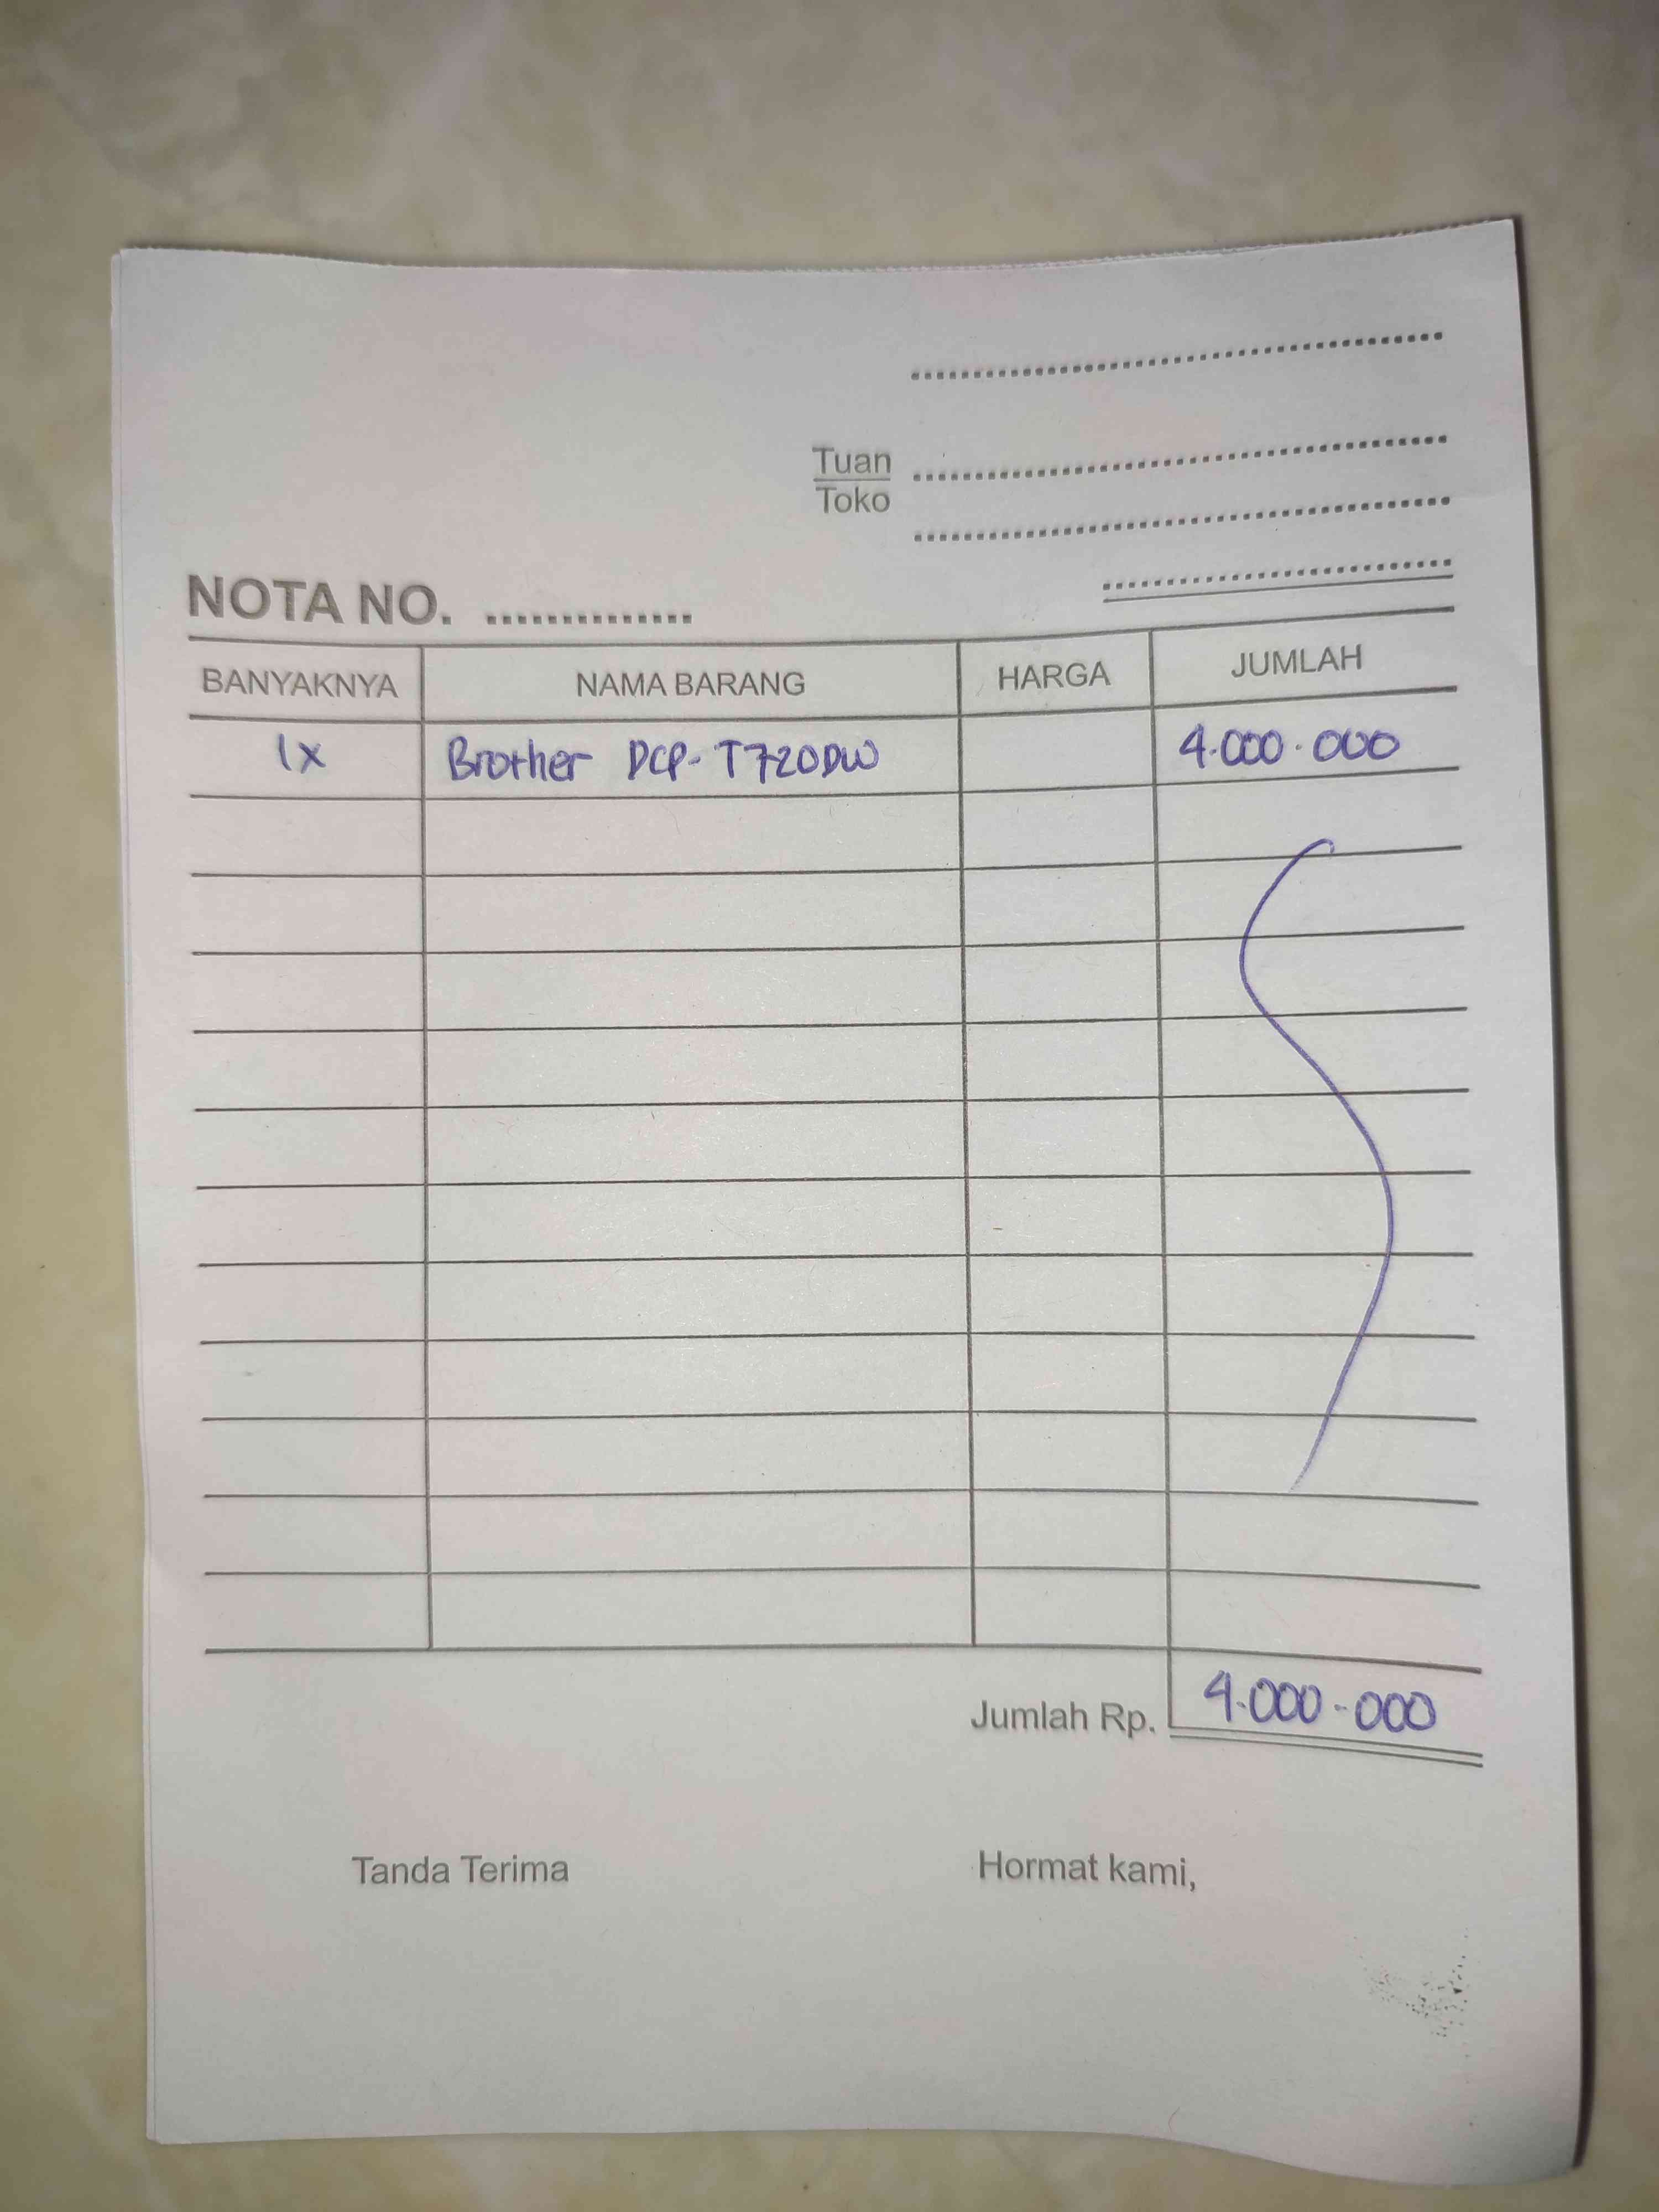 Tuan
Toko
NOTA NO. ..............
BANYAKNYA NAMA BARANG HARGA JUMLAH
1x Brother DCP-T720DW 4.000.000
Jumlah Rp. 4.000.000
Tanda Terima Hormat kami,